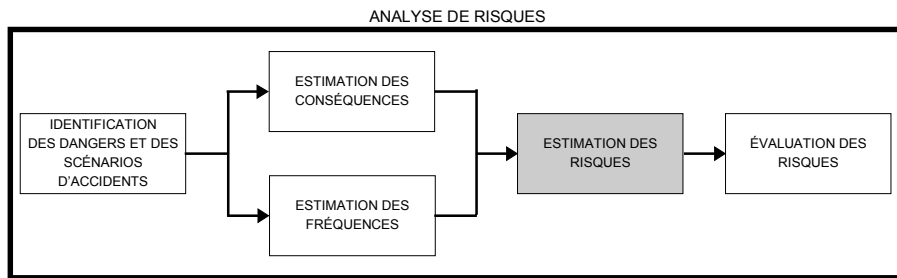 ANALYSE DE RISQUES
IDENTIFICATION
DES DANGERS ET DES
SCÉNARIOS
D'ACCIDENTS
ESTIMATION DES
CONSÉQUENCES
ESTIMATION DES
FRÉQUENCES
ESTIMATION DES
RISQUES
ÉVALUATION DES
RISQUES